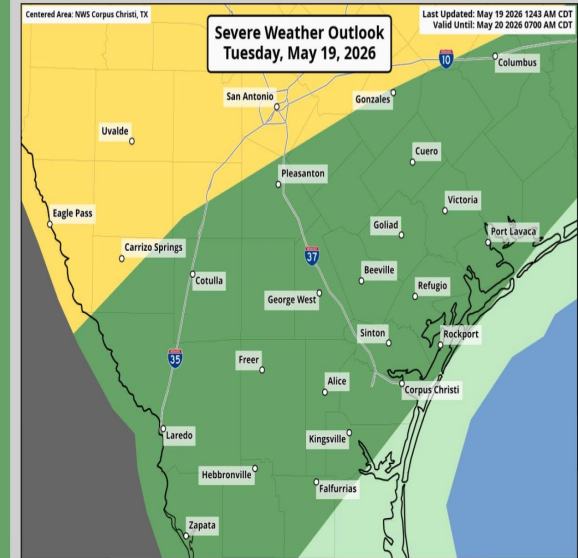 Centered Area: NWS Corpus Christi, TX
Severe Weather Outlook
Tuesday, May 19, 2026
Last Updated: May 19 2026 1243 AM CDT
Valid Until: May 20 2026 0700 AM CDT
INTERSTATE
10
Columbus
San Antonio
Gonzales
Uvalde
Cuero
Pleasanton
Victoria
Eagle Pass
Goliad
Port Lavaca
Carrizo Springs
INTERSTATE
37
Cotulla
Beeville
George West
Refugio
Sinton
Rockport
INTERSTATE
35
Freer
Alice
Corpus Christi
Laredo
Kingsville
Hebbronville
Falfurrias
Zapata